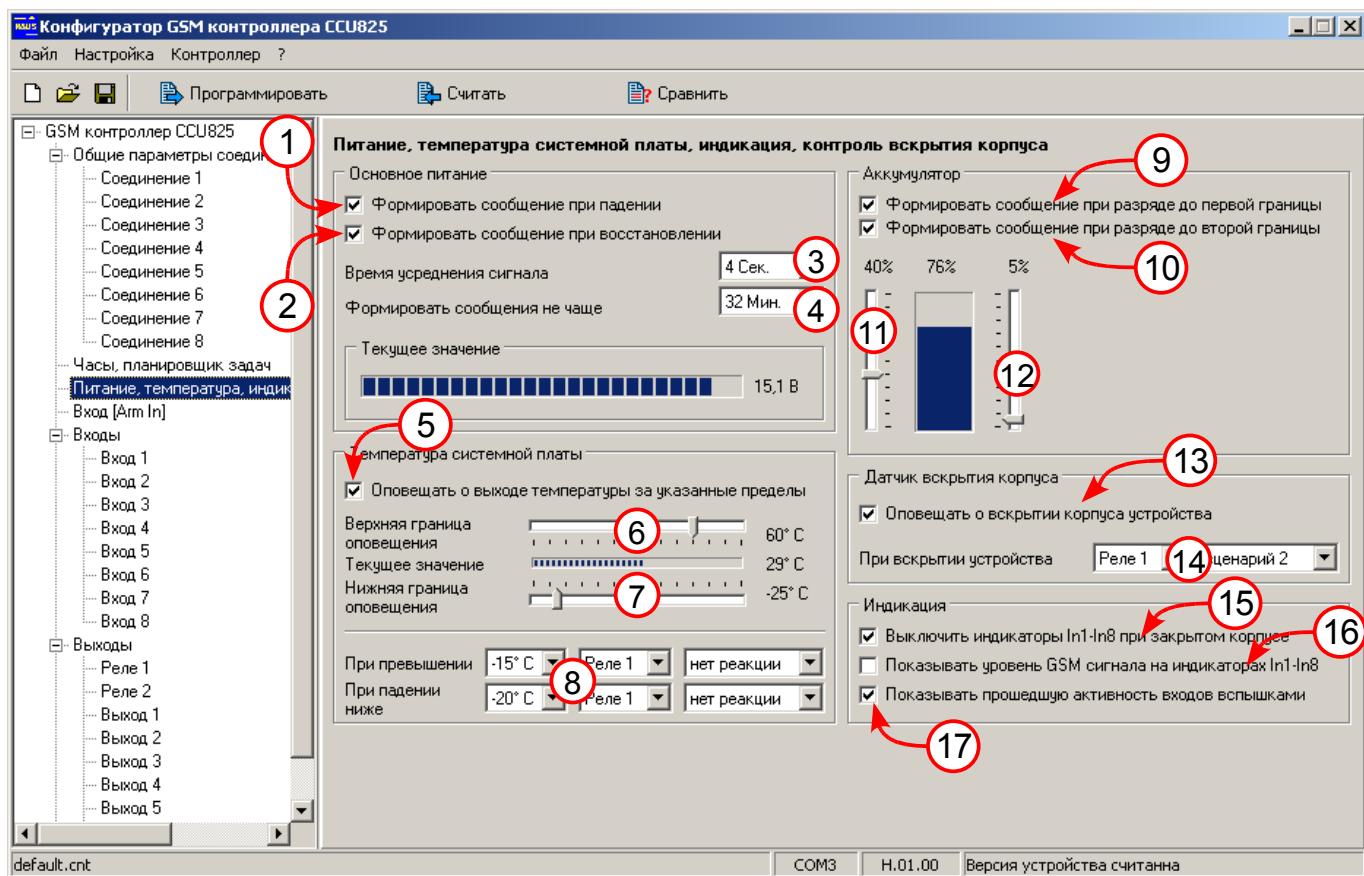 Конфигуратор GSM контроллера CCU825
Файл Настройка Контроллер ?
Программировать Считать Сравнить
GSM контроллер CCU825
Общие параметры соеди
Соединение 1
Соединение 2
Соединение 3
Соединение 4
Соединение 5
Соединение 6
Соединение 7
Соединение 8
Часы, планировщик задач
Питание, температура, индик
Вход [Arm In]
Входы
Вход 1
Вход 2
Вход 3
Вход 4
Вход 5
Вход 6
Вход 7
Вход 8
Выходы
Реле 1
Реле 2
Выход 1
Выход 2
Выход 3
Выход 4
Выход 5
1
2
Питание, температура системной платы, индикация, контроль вскрытия корпуса
Основное питание
Формировать сообщение при падении
Формировать сообщение при восстановлении
Время усреднения сигнала 4 Сек. 3
Формировать сообщения не чаще 32 Мин. 4
Текущее значение
15,1 В
5
Температура системной платы
Оповещать о выходе температуры за указанные пределы
Верхняя граница
оповещения 6 60° C
Текущее значение 29° C
Нижняя граница
оповещения 7 -25° C
При превышении -15° C Реле 1 нет реакции
8
При падении
ниже -20° C Реле 1 нет реакции
Аккумулятор
9
Формировать сообщение при разряде до первой границы
Формировать сообщение при разряде до второй границы
10
40% 76% 5%
11
12
Датчик вскрытия корпуса
13
Оповещать о вскрытии корпуса устройства
При вскрытии устройства Реле 1 14 ценарий 2
Индикация
15
16
Выключить индикаторы In1-In8 при закрытом корпусе
Показывать уровень GSM сигнала на индикаторах In1-In8
Показывать прошедшую активность входов вспышками
17
default.cnt COM3 H.01.00 Версия устройства считанна